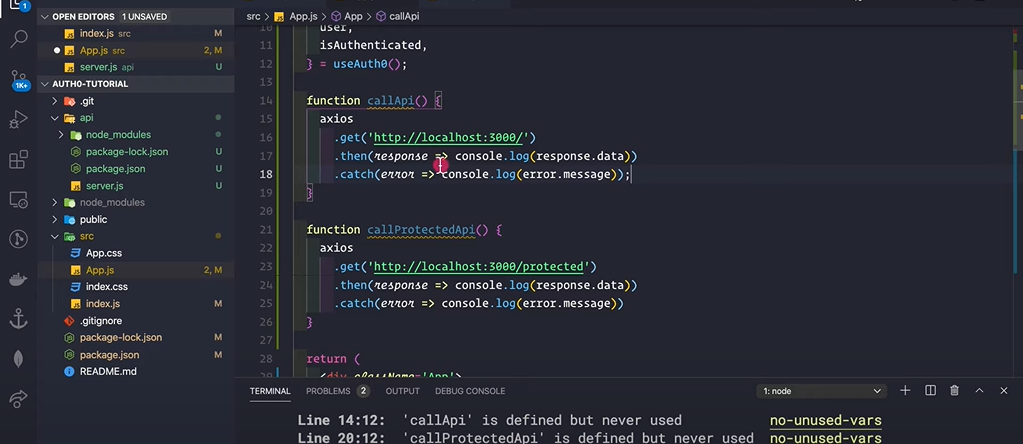 1
OPEN EDITORS 1 UNSAVED
index.js src M
App.js src 2, M
server.js api U
1K+
AUTH0-TUTORIAL
.git
api
node_modules
package-lock.json U
package.json U
server.js U
node_modules
public
src
App.css
App.js 2, M
index.css
index.js M
.gitignore
package-lock.json M
package.json M
README.md
src > App.js > App > callApi
10 user,
11 isAuthenticated,
12 } = useAuth0();
13
14 function callApi() {
15 axios
16 .get('http://localhost:3000/')
17 .then(response => console.log(response.data))
18 .catch(error => console.log(error.message));
19 }
20
21 function callProtectedApi() {
22 axios
23 .get('http://localhost:3000/protected')
24 .then(response => console.log(response.data))
25 .catch(error => console.log(error.message))
26 }
27
28 return (
29 <div className='App'>
TERMINAL PROBLEMS 2 OUTPUT DEBUG CONSOLE 1: node
Line 14:12: 'callApi' is defined but never used no-unused-vars
Line 20:12: 'callProtectedApi' is defined but never used no-unused-vars